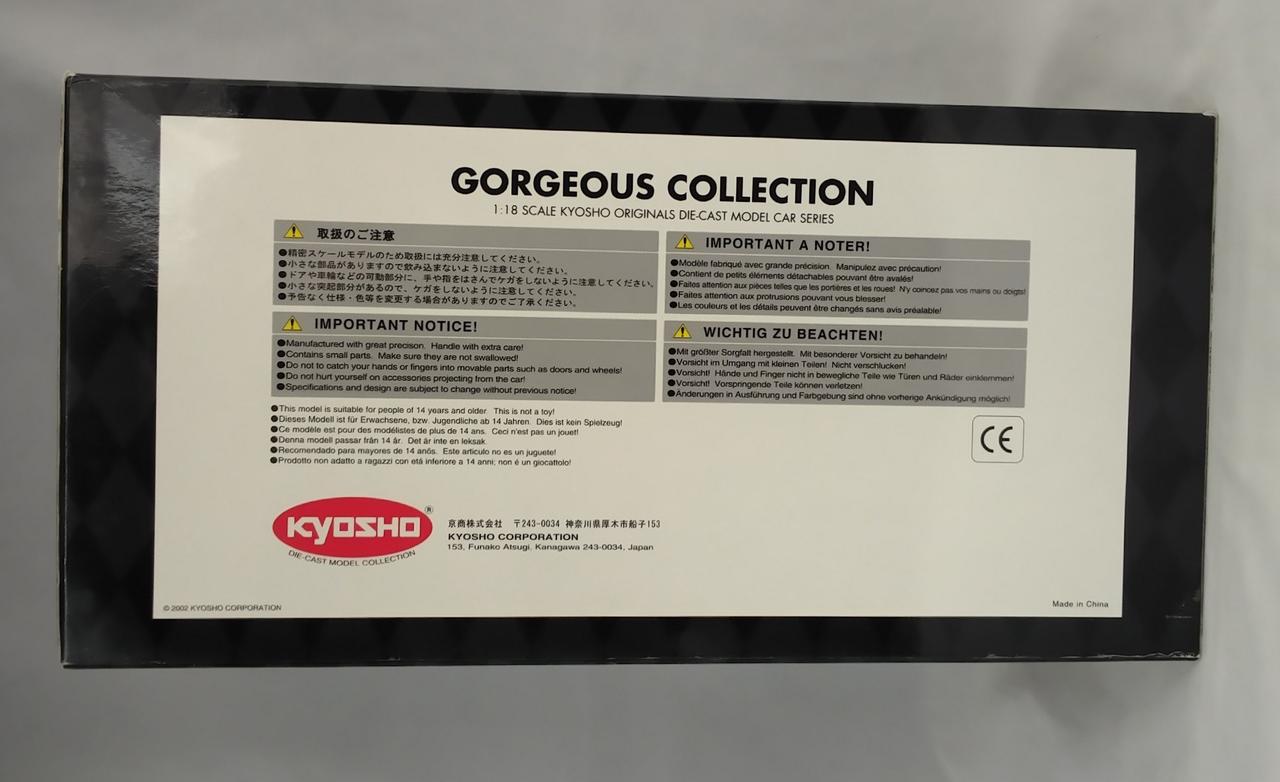 GORGEOUS COLLECTION
1:18 SCALE KYOSHO ORIGINALS DIE-CAST MODEL CAR SERIES
取扱のご注意
●精密スケールモデルのため取扱には充分注意してください。
●小さな部品がありますので飲み込まないように注意してください。
●ドアや車輪などの可動部分に、手や指をはさんでケガをしないように注意してください。
●小さな突起部分があるので、ケガをしないように注意してください。
●予告なく仕様・色等を変更する場合がありますのでご了承ください。
IMPORTANT A NOTER!
●Modèle fabriqué avec grande précision. Manipulez avec précaution!
●Contient de petits éléments détachables pouvant être avalés!
●Faites attention aux pièces telles que les portières et les roues! N'y coincez pas vos mains ou doigts!
●Faites attention aux protrusions pouvant vous blesser!
●Les couleurs et les détails peuvent être changés sans avis préalable!
IMPORTANT NOTICE!
●Manufactured with great precison. Handle with extra care!
●Contains small parts. Make sure they are not swallowed!
●Do not to catch your hands or fingers into movable parts such as doors and wheels!
●Do not hurt yourself on accessories projecting from the car!
●Specifications and design are subject to change without previous notice!
WICHTIG ZU BEACHTEN!
●Mit größter Sorgfalt hergestellt. Mit besonderer Vorsicht zu behandeln!
●Vorsicht im Umgang mit kleinen Teilen! Nicht verschlucken!
●Vorsicht! Hände und Finger nicht in bewegliche Teile wie Türen und Räder einklemmen!
●Vorsicht! Vorspringende Teile können verletzen!
●Änderungen in Ausführung und Farbgebung sind ohne vorherige Ankündigung möglich!
●This model is suitable for people of 14 years and older. This is not a toy!
●Dieses Modell ist für Erwachsene, bzw. Jugendliche ab 14 Jahren. Dies ist kein Spielzeug!
●Ce modèle est pour des modélistes de plus de 14 ans. Ceci n'est pas un jouet!
●Denna modell passar från 14 år. Det är inte en leksak.
●Recomendado para mayores de 14 anõs. Este articulo no es un juguete!
●Prodotto non adatto a ragazzi con etá inferiore a 14 anni; non é un giocattolo!
CE
KYOSHO®
DIE-CAST MODEL COLLECTION
京商株式会社 〒243-0034 神奈川県厚木市船子153
KYOSHO CORPORATION
153, Funako Atsugi, Kanagawa 243-0034, Japan
© 2002 KYOSHO CORPORATION
Made in China